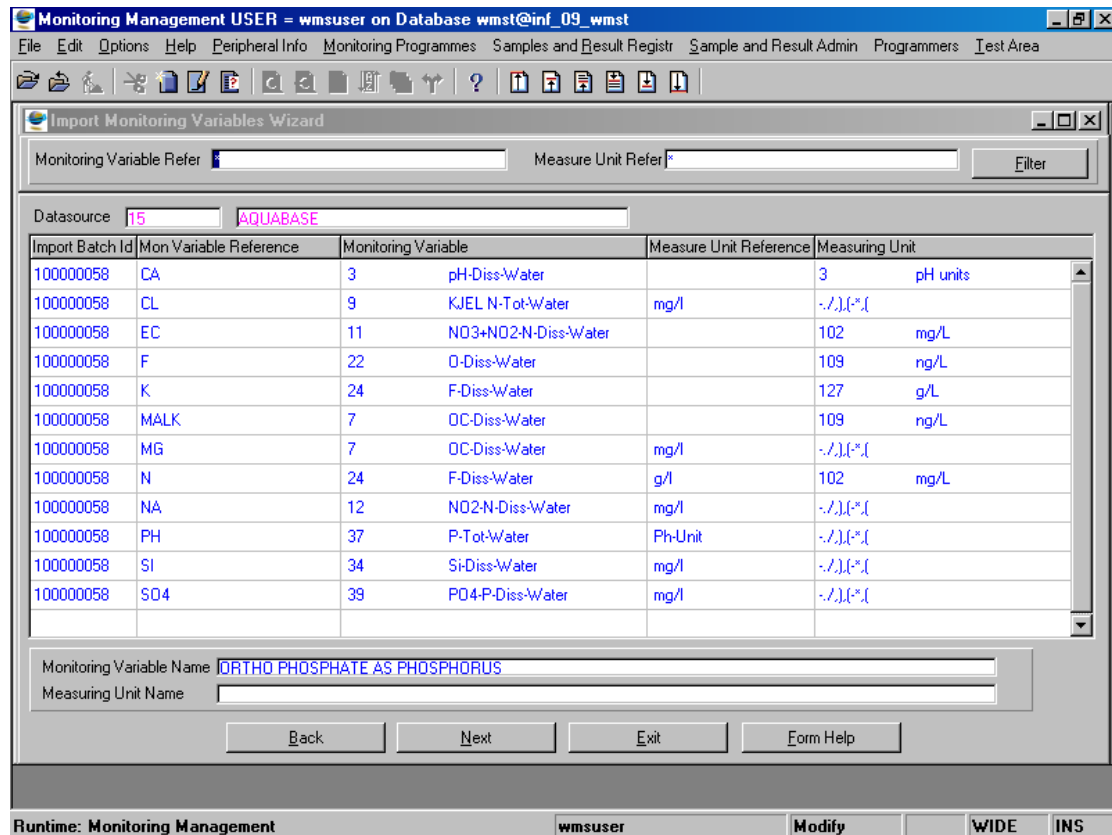 Monitoring Management USER = wmsuser on Database wmst@inf_09_wmst
File Edit Options Help Peripheral Info Monitoring Programmes Samples and Result Registr Sample and Result Admin Programmers Test Area
Import Monitoring Variables Wizard
Monitoring Variable Refer * Measure Unit Refer * Filter
Datasource 15 AQUABASE
Import Batch Id Mon Variable Reference Monitoring Variable Measure Unit Reference Measuring Unit
100000058 CA 3 pH-Diss-Water 3 pH units
100000058 CL 9 KJEL N-Tot-Water mg/l -./,),(-*,(
100000058 EC 11 NO3+NO2-N-Diss-Water 102 mg/L
100000058 F 22 O-Diss-Water 109 ng/L
100000058 K 24 F-Diss-Water 127 g/L
100000058 MALK 7 OC-Diss-Water 109 ng/L
100000058 MG 7 OC-Diss-Water mg/l -./,),(-*,(
100000058 N 24 F-Diss-Water g/l 102 mg/L
100000058 NA 12 NO2-N-Diss-Water mg/l -./,),(-*,(
100000058 PH 37 P-Tot-Water Ph-Unit -./,),(-*,(
100000058 SI 34 Si-Diss-Water mg/l -./,),(-*,(
100000058 SO4 39 PO4-P-Diss-Water mg/l -./,),(-*,(
Monitoring Variable Name ORTHO PHOSPHATE AS PHOSPHORUS
Measuring Unit Name
Back Next Exit Form Help
Runtime: Monitoring Management wmsuser Modify WIDE INS